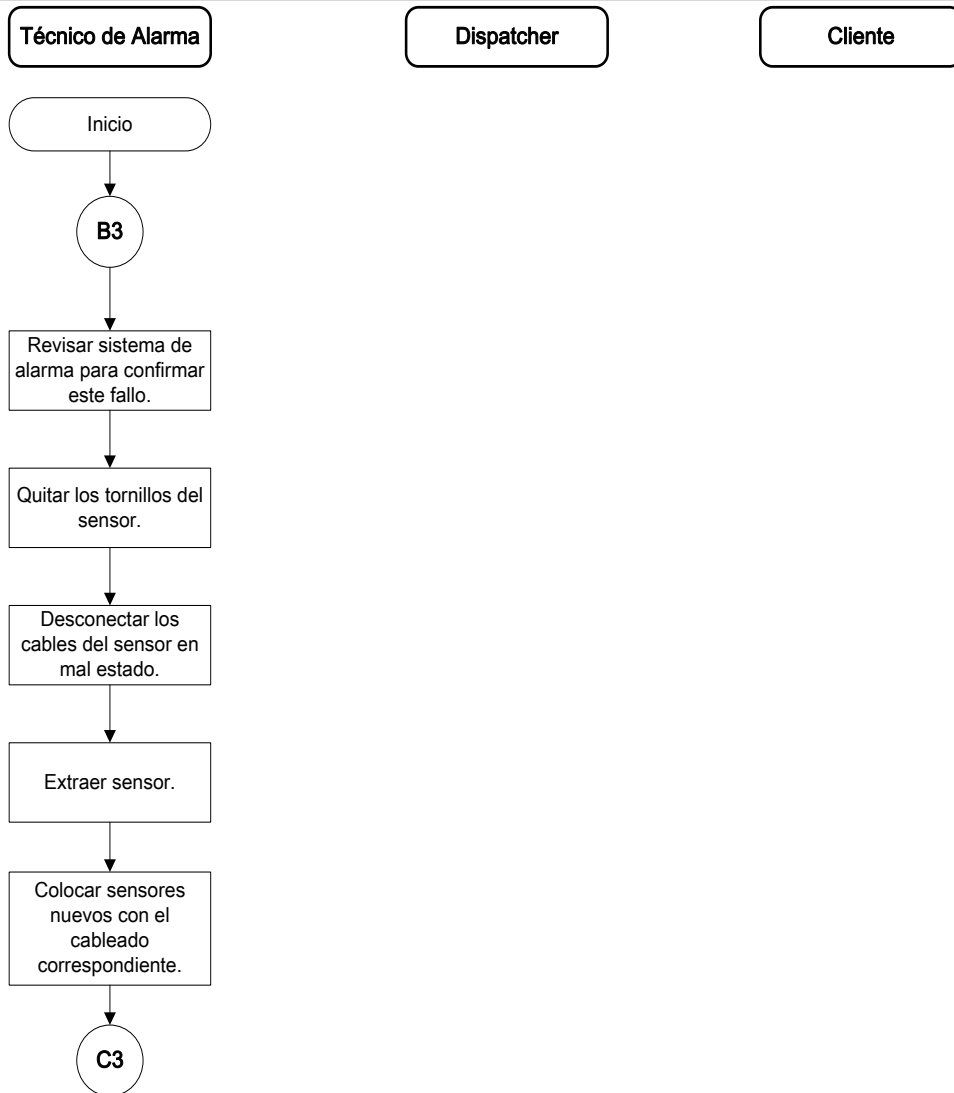 Técnico de Alarma
Dispatcher
Cliente
Inicio
B3
Revisar sistema de
alarma para confirmar
este fallo.
Quitar los tornillos del
sensor.
Desconectar los
cables del sensor en
mal estado.
Extraer sensor.
Colocar sensores
nuevos con el
cableado
correspondiente.
C3